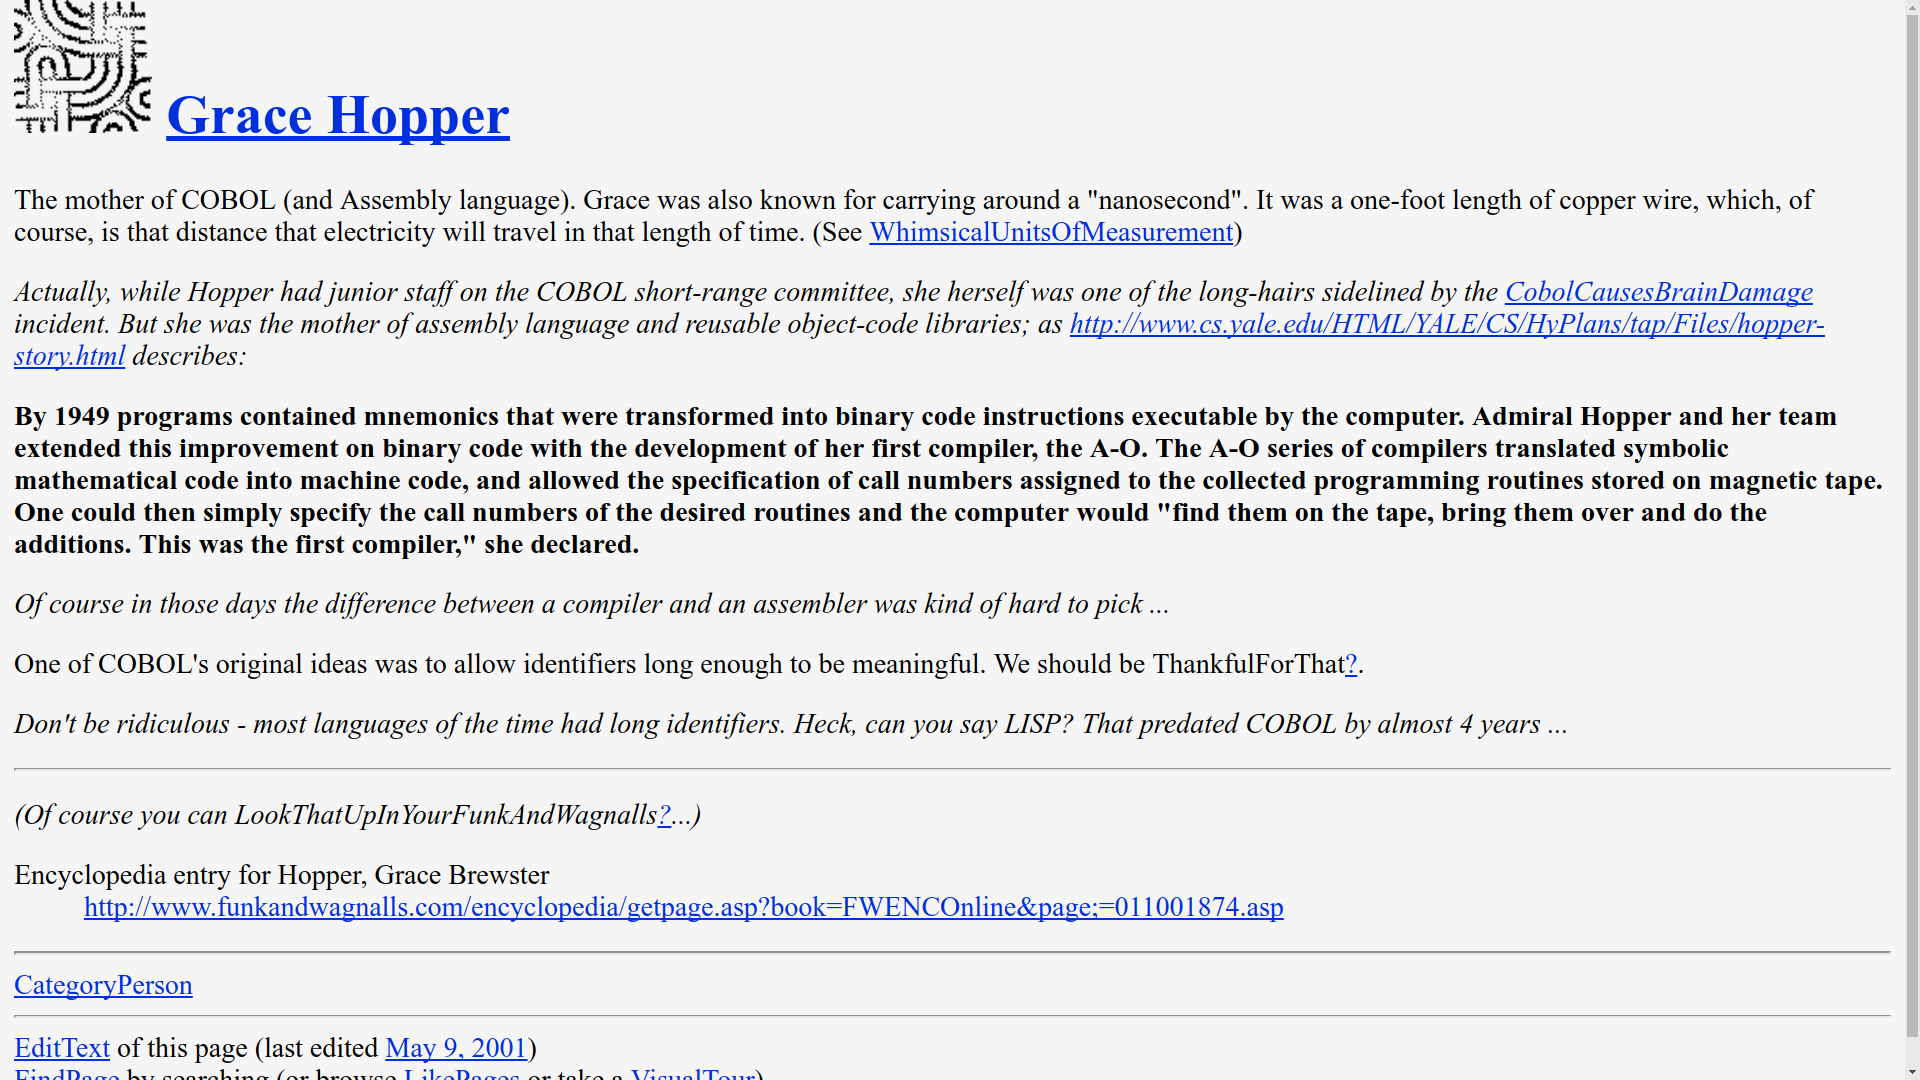 Grace Hopper
The mother of COBOL (and Assembly language). Grace was also known for carrying around a "nanosecond". It was a one-foot length of copper wire, which, of
course, is that distance that electricity will travel in that length of time. (See WhimsicalUnitsOfMeasurement)
Actually, while Hopper had junior staff on the COBOL short-range committee, she herself was one of the long-hairs sidelined by the CobolCausesBrainDamage
incident. But she was the mother of assembly language and reusable object-code libraries; as http://www.cs.yale.edu/HTML/YALE/CS/HyPlans/tap/Files/hopper-
story.html describes:
By 1949 programs contained mnemonics that were transformed into binary code instructions executable by the computer. Admiral Hopper and her team
extended this improvement on binary code with the development of her first compiler, the A-O. The A-O series of compilers translated symbolic
mathematical code into machine code, and allowed the specification of call numbers assigned to the collected programming routines stored on magnetic tape.
One could then simply specify the call numbers of the desired routines and the computer would "find them on the tape, bring them over and do the
additions. This was the first compiler," she declared.
Of course in those days the difference between a compiler and an assembler was kind of hard to pick ...
One of COBOL's original ideas was to allow identifiers long enough to be meaningful. We should be ThankfulForThat?.
Don't be ridiculous - most languages of the time had long identifiers. Heck, can you say LISP? That predated COBOL by almost 4 years ...
(Of course you can LookThatUpInYourFunkAndWagnalls?...)
Encyclopedia entry for Hopper, Grace Brewster
http://www.funkandwagnalls.com/encyclopedia/getpage.asp?book=FWENCOnline&page;=011001874.asp
CategoryPerson
EditText of this page (last edited May 9, 2001)
FindPage by searching (or browse LikePages or take a VisualTour)